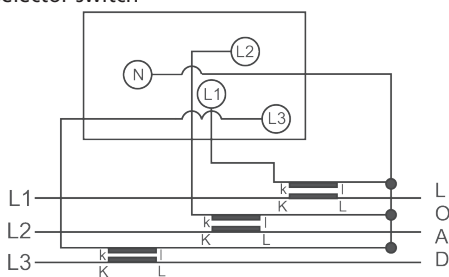 selector switch
L2
N
L1
L3
k l
L1 K L L
k l O
L2 K L A
k l
L3 K L D